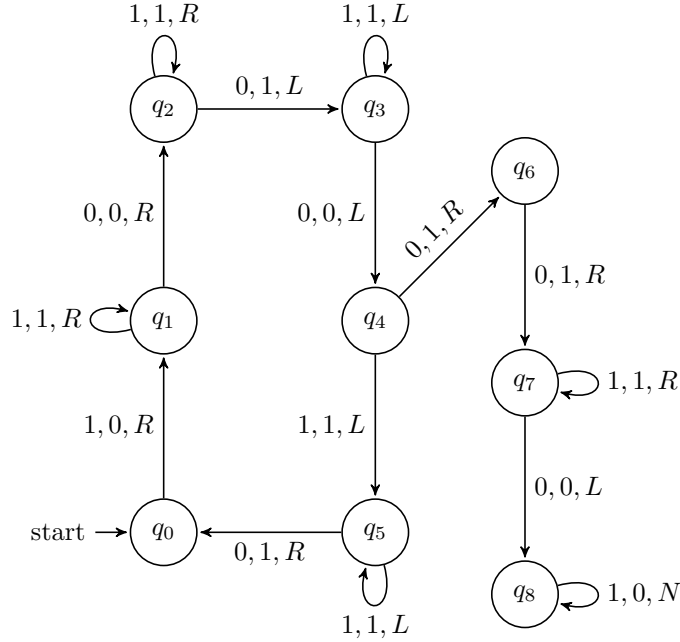 1, 1, R
1, 1, L
0, 1, L
q2
q3
q6
0, 0, R
0, 0, L
0, 1, R
0, 1, R
1, 1, R
q1
q4
q7
1, 1, R
1, 0, R
1, 1, L
0, 0, L
start
q0
q5
0, 1, R
q8
1, 0, N
1, 1, L